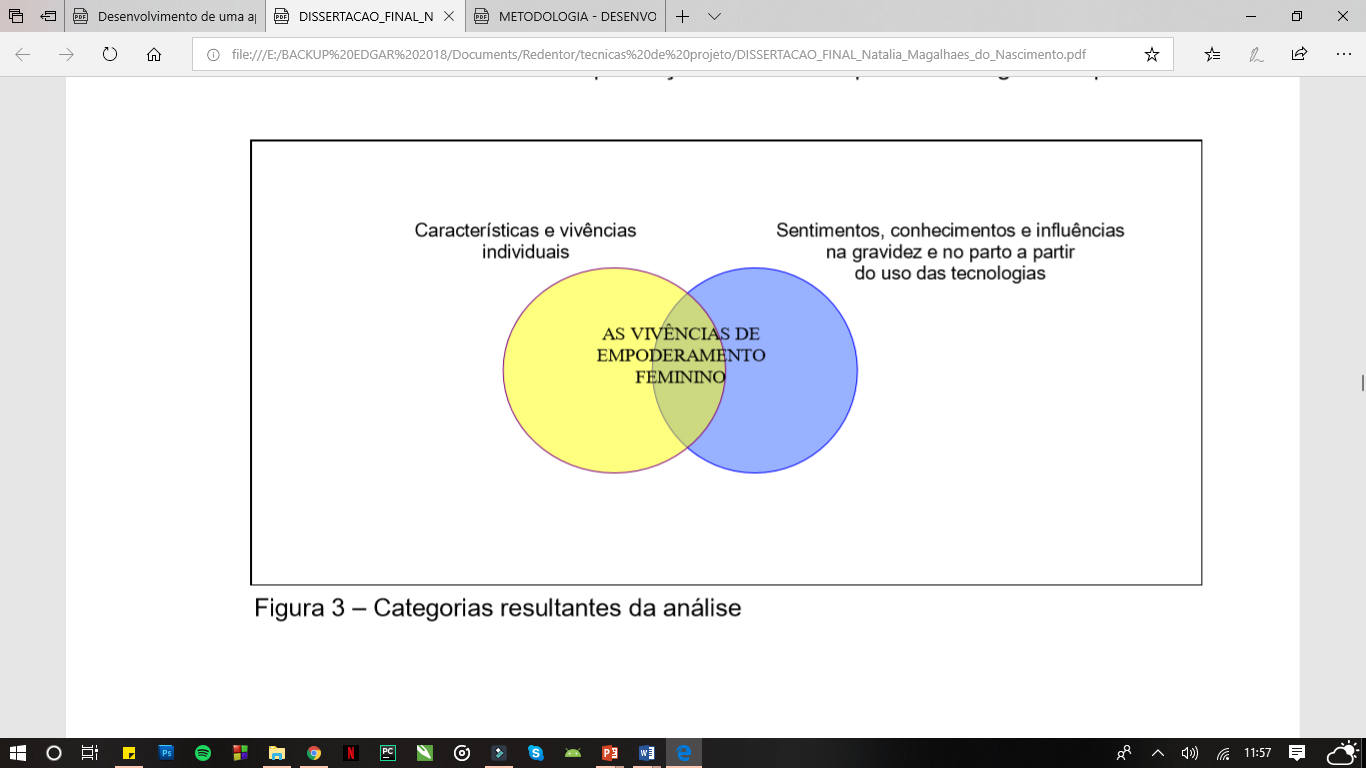 Desenvolvimento de uma a
DISSERTACAO_FINAL_N
METODOLOGIA - DESENVO
file:///E:/BACKUP%20EDGAR%202018/Documents/Redentor/tecnicas%20de%20projeto/DISSERTACAO_FINAL_Natalia_Magalhaes_do_Nascimento.pdf
Características e vivências
individuais
Sentimentos, conhecimentos e influências
na gravidez e no parto a partir
do uso das tecnologias
AS VIVÊNCIAS DE
EMPODERAMENTO
FEMININO
Figura 3 – Categorias resultantes da análise
11:57